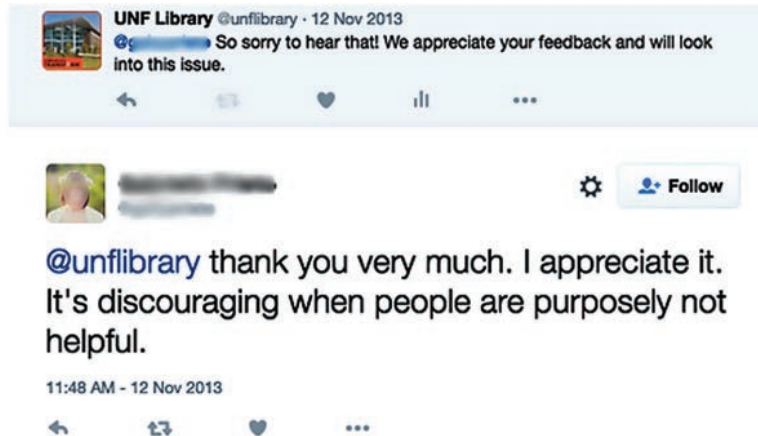 UNF Library @unflibrary · 12 Nov 2013
So sorry to hear that! We appreciate your feedback and will look
into this issue.
Follow
@unflibrary thank you very much. I appreciate it.
It's discouraging when people are purposely not
helpful.
11:48 AM - 12 Nov 2013